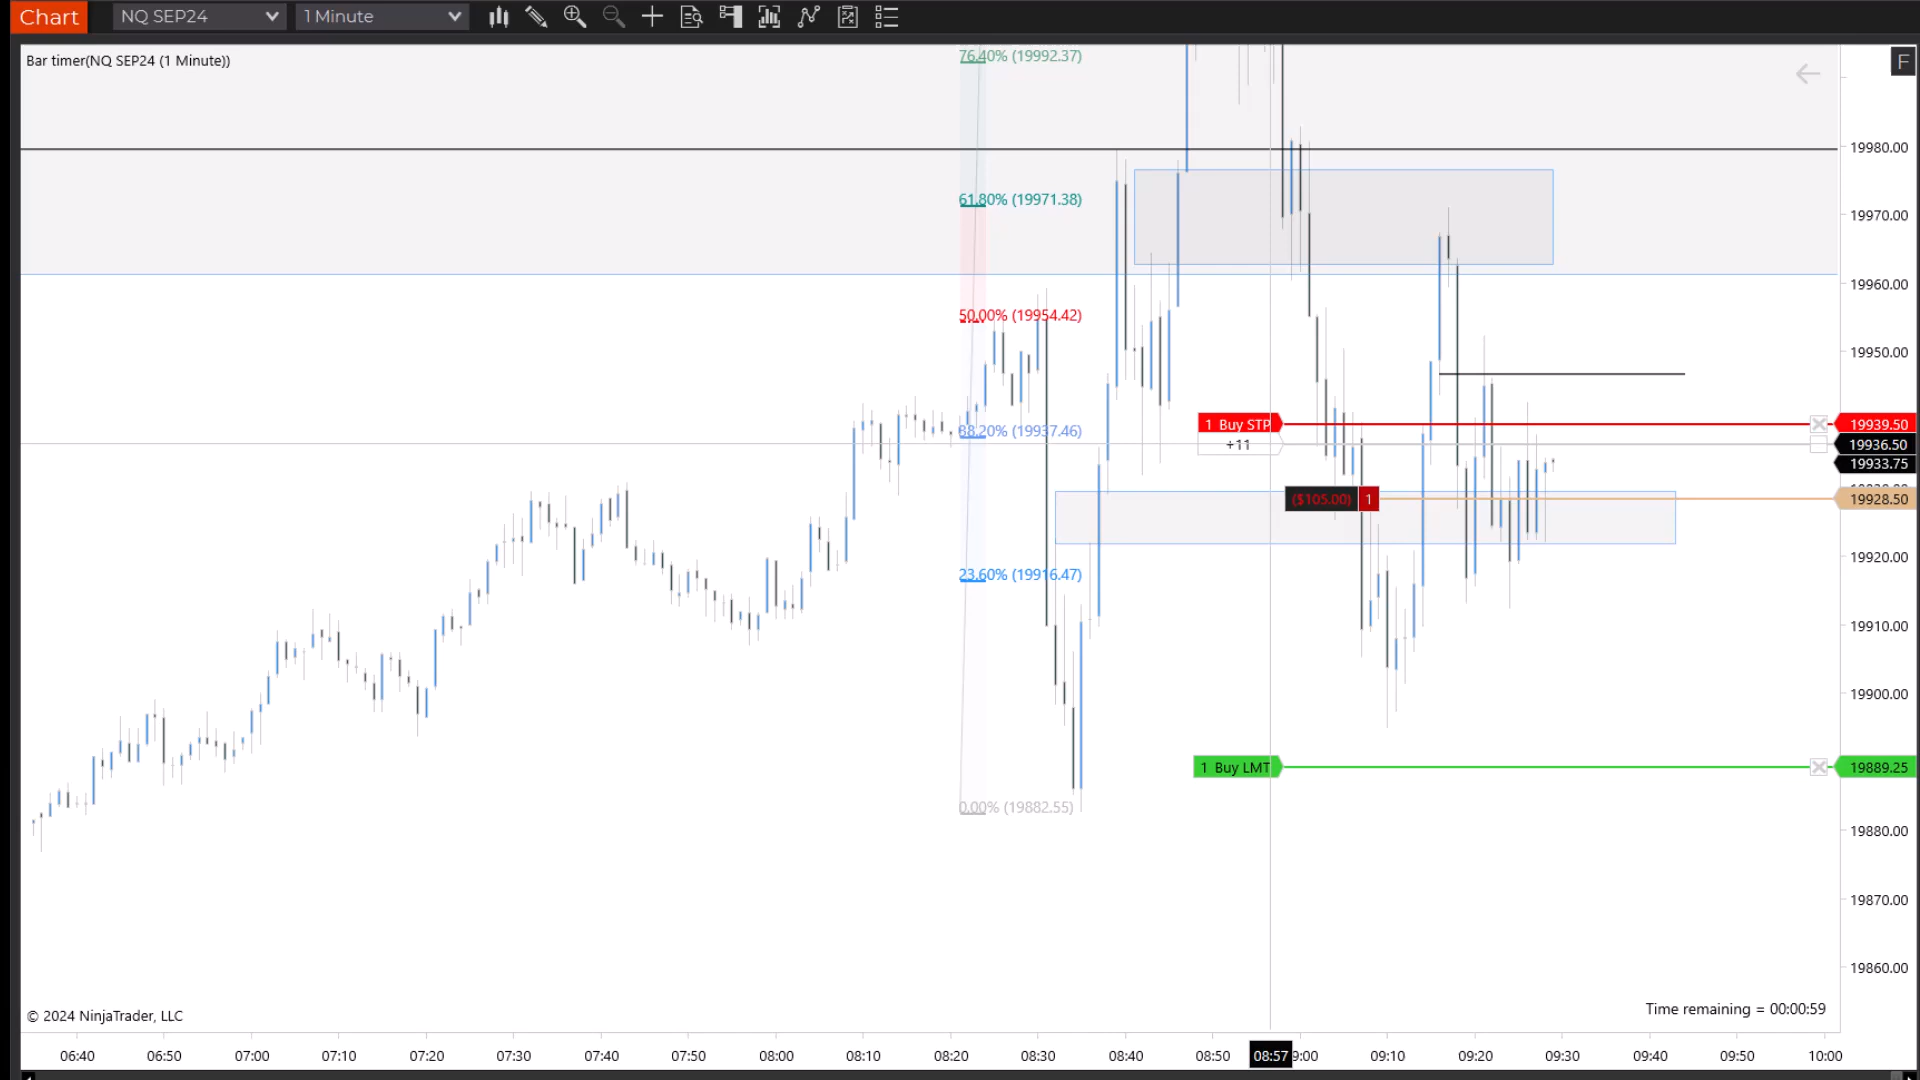 Chart NQ SEP24 1 Minute
Bar timer(NQ SEP24 (1 Minute))
F
76.40% (19992.37)
61.80% (19971.38)
50.00% (19954.42)
38.20% (19937.46)
23.60% (19916.47)
0.00% (19882.55)
1 Buy STP
+11
($105.00) 1
1 Buy LMT
19980.00
19970.00
19960.00
19950.00
19939.50
19936.50
19933.75
19928.50
19920.00
19910.00
19900.00
19889.25
19880.00
19870.00
19860.00
© 2024 NinjaTrader, LLC
Time remaining = 00:00:59
06:40 06:50 07:00 07:10 07:20 07:30 07:40 07:50 08:00 08:10 08:20 08:30 08:40 08:50 08:57 9:00 09:10 09:20 09:30 09:40 09:50 10:00